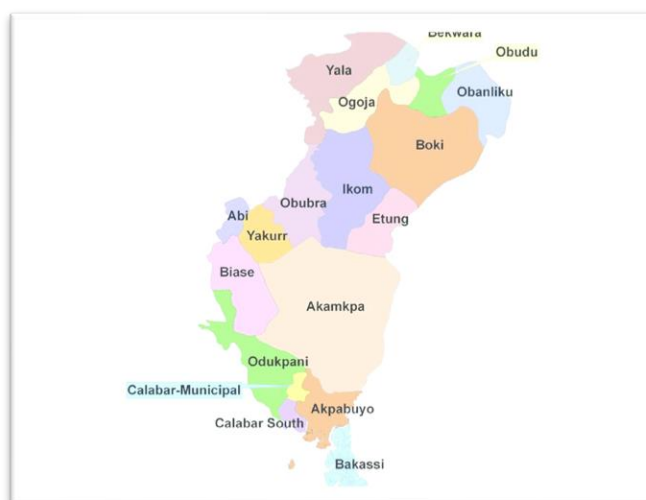 Bekwara
Obudu
Yala
Obanliku
Ogoja
Boki
Ikom
Obubra
Abi
Etung
Yakurr
Biase
Akamkpa
Odukpani
Calabar-Municipal
Akpabuyo
Calabar South
Bakassi